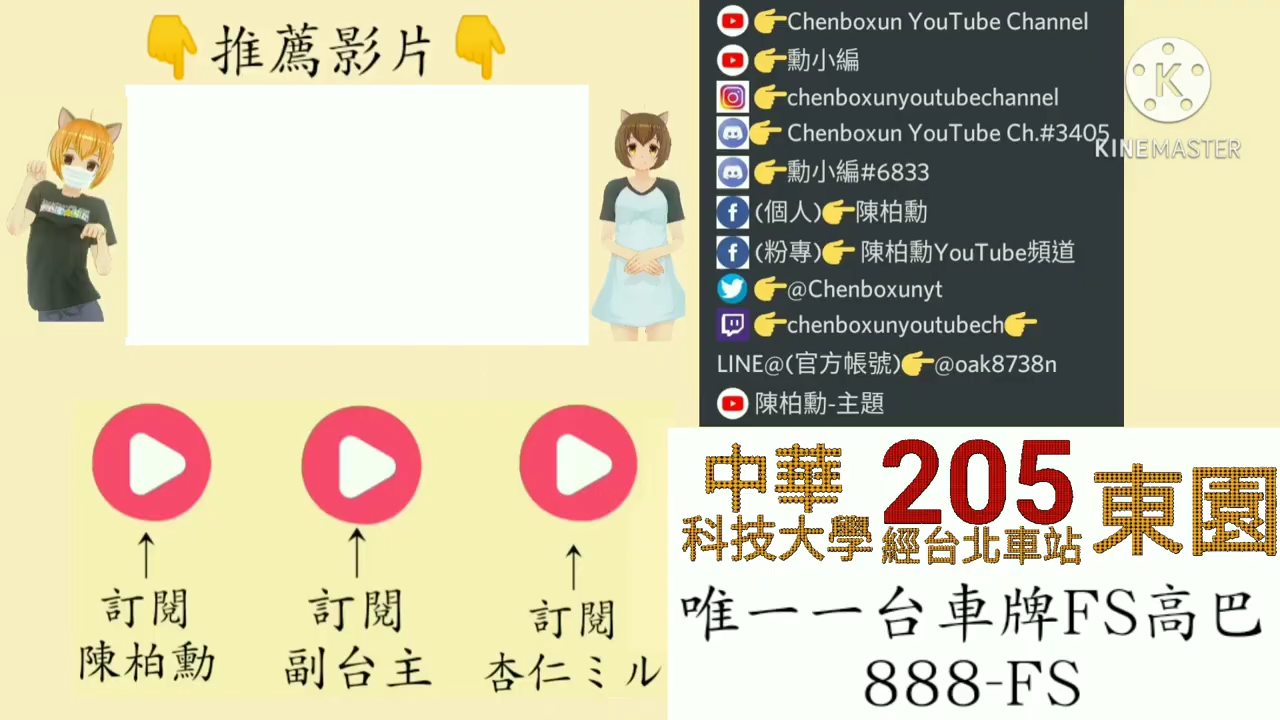 👇推薦影片👇
👉Chenboxun YouTube Channel
👉勳小編
👉chenboxunyoutubechannel
👉 Chenboxun YouTube Ch.#3405
👉勳小編#6833
(個人)👉陳柏勳
(粉專)👉 陳柏勳YouTube頻道
👉@Chenboxunyt
👉chenboxunyoutubech👉
LINE@(官方帳號)👉@oak8738n
陳柏勳-主題
K
KINEMASTER
訂閱
陳柏勳
訂閱
副台主
訂閱
杏仁ミル
中華
科技大學
205
經台北車站
東園
唯一一台車牌FS高巴
888-FS